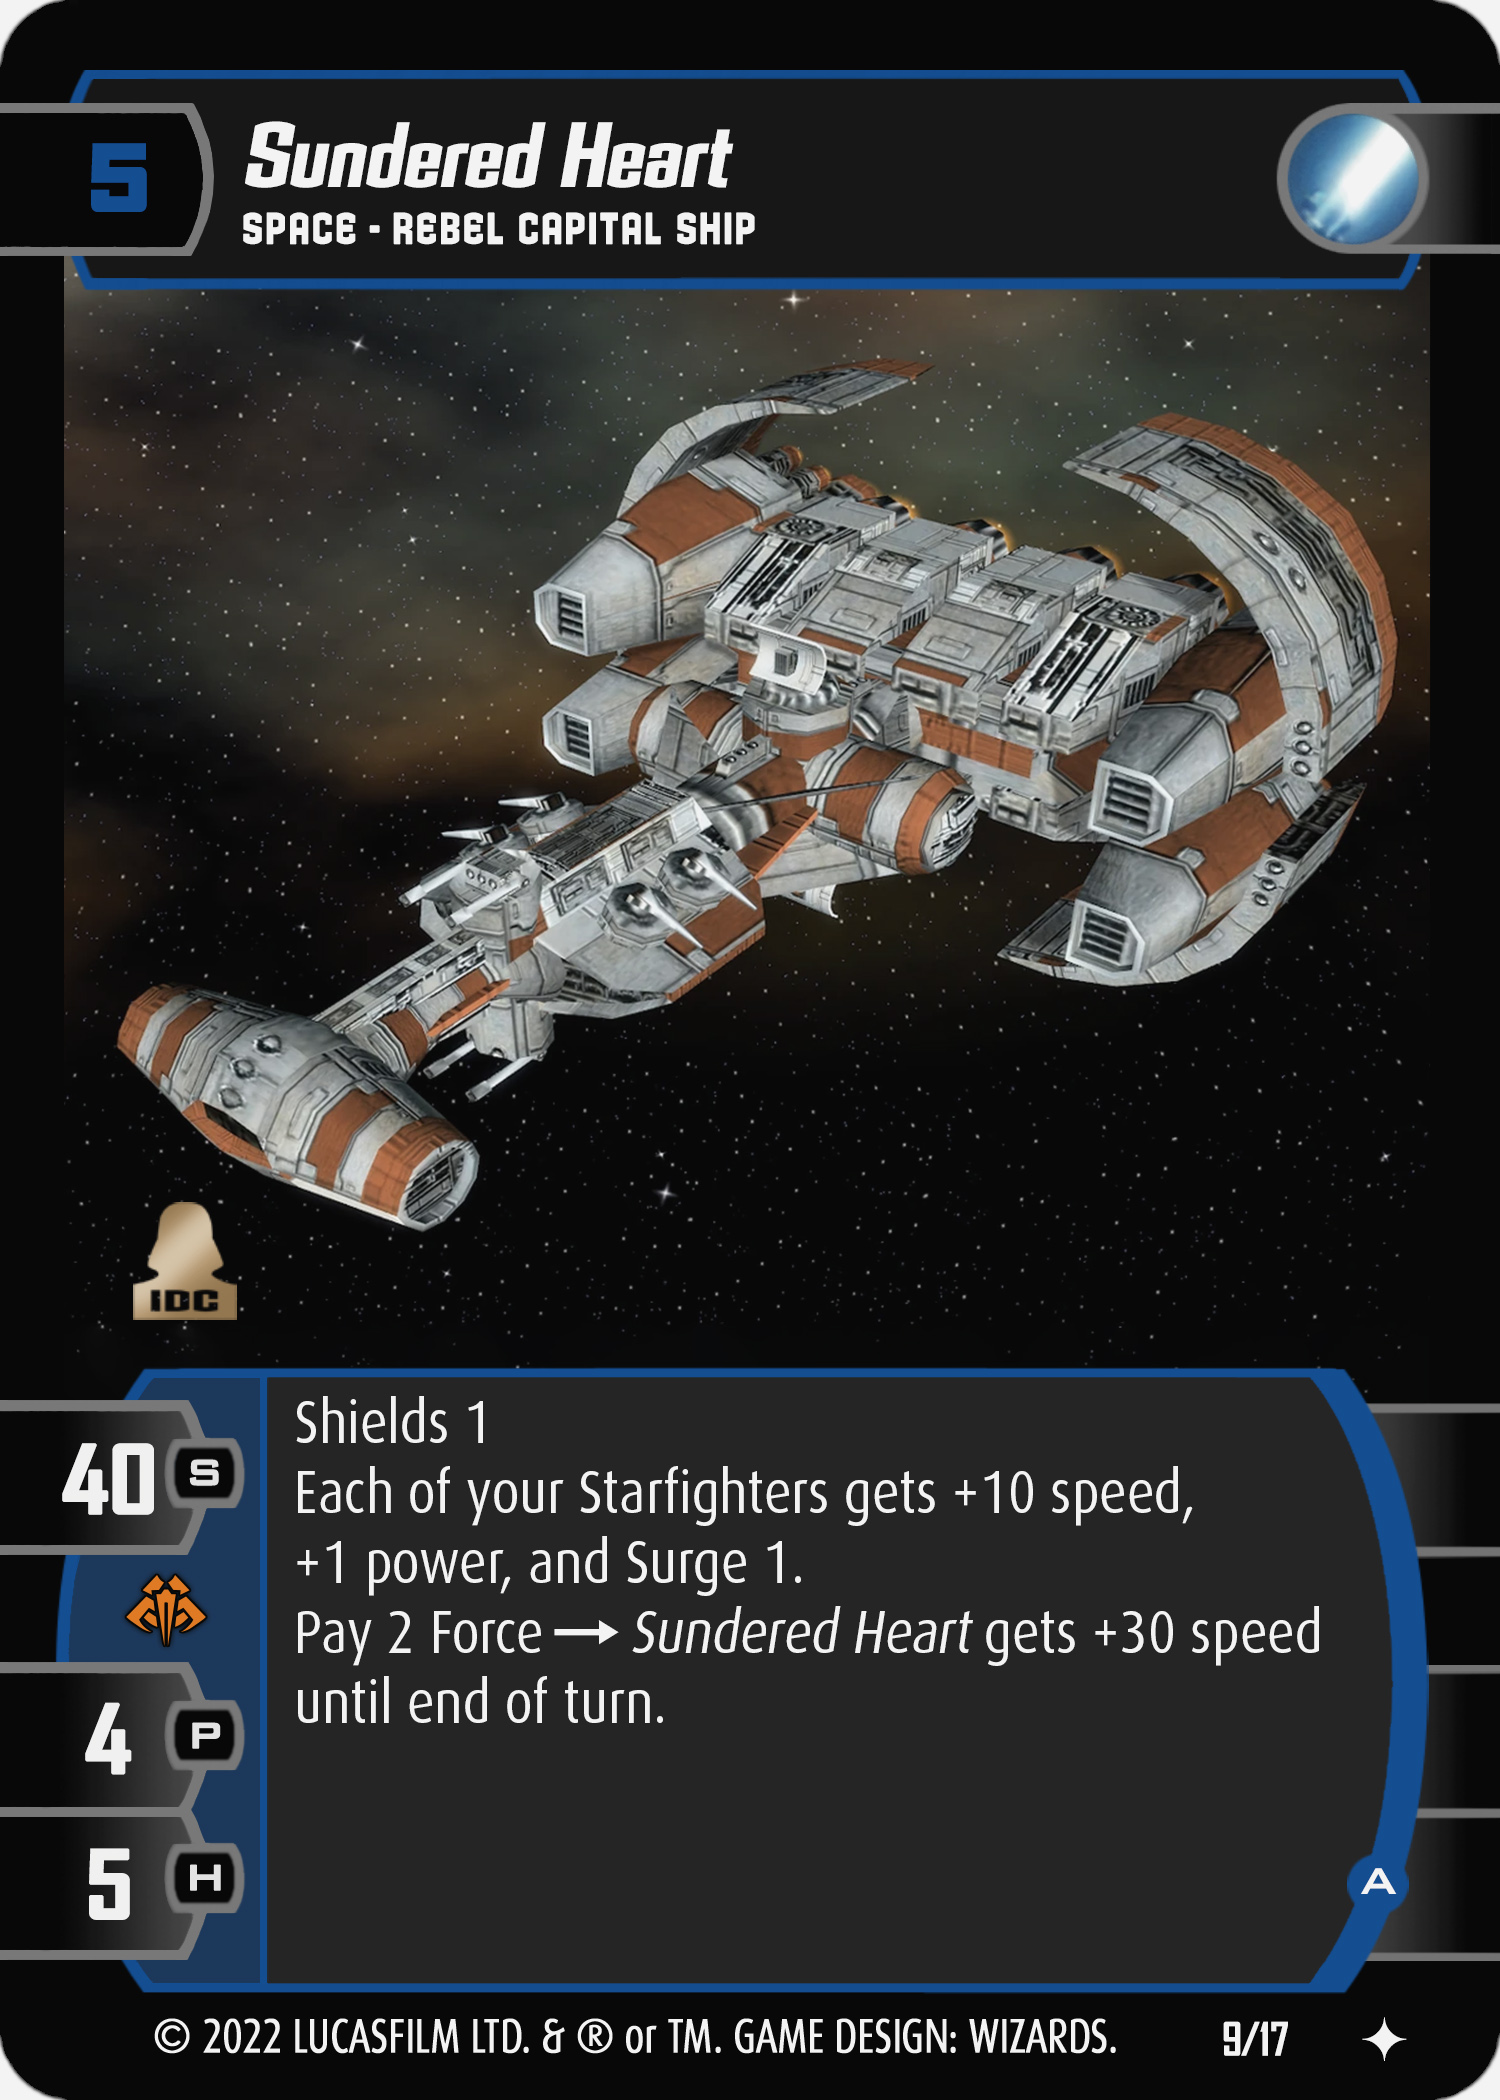 5
Sundered Heart
SPACE - REBEL CAPITAL SHIP
IDC
40 S
4 P
5 H
Shields 1
Each of your Starfighters gets +10 speed,
+1 power, and Surge 1.
Pay 2 Force → Sundered Heart gets +30 speed
until end of turn.
A
© 2022 LUCASFILM LTD. & ® or TM. GAME DESIGN: WIZARDS. 9/17